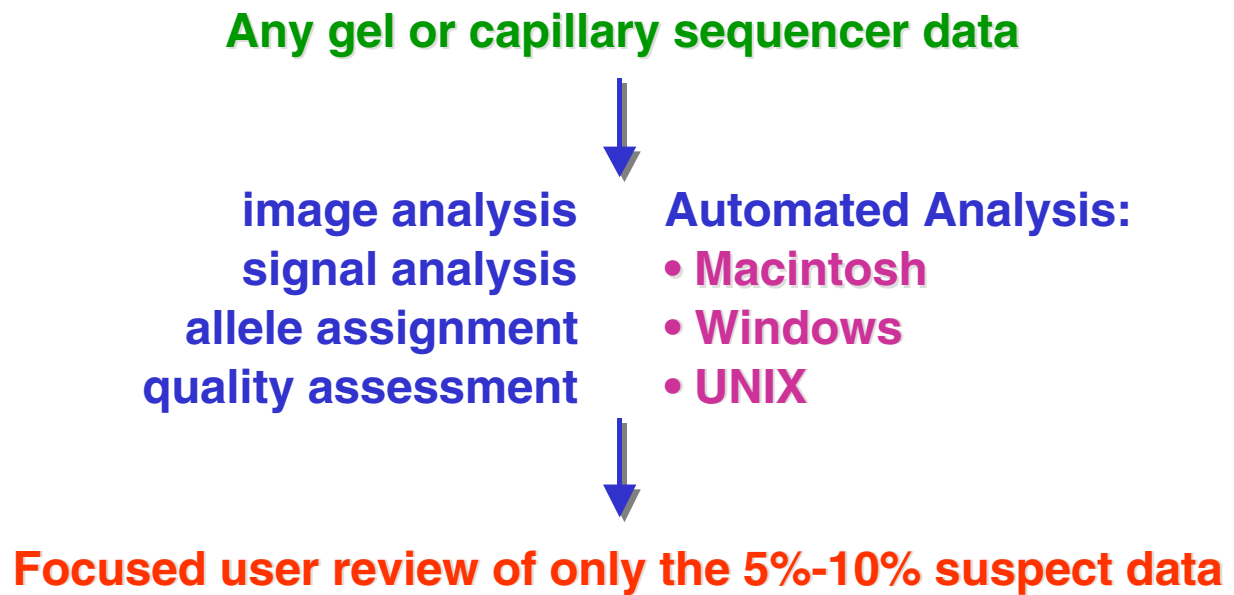 Any gel or capillary sequencer data
image analysis
signal analysis
allele assignment
quality assessment
Automated Analysis:
• Macintosh
• Windows
• UNIX
Focused user review of only the 5%-10% suspect data